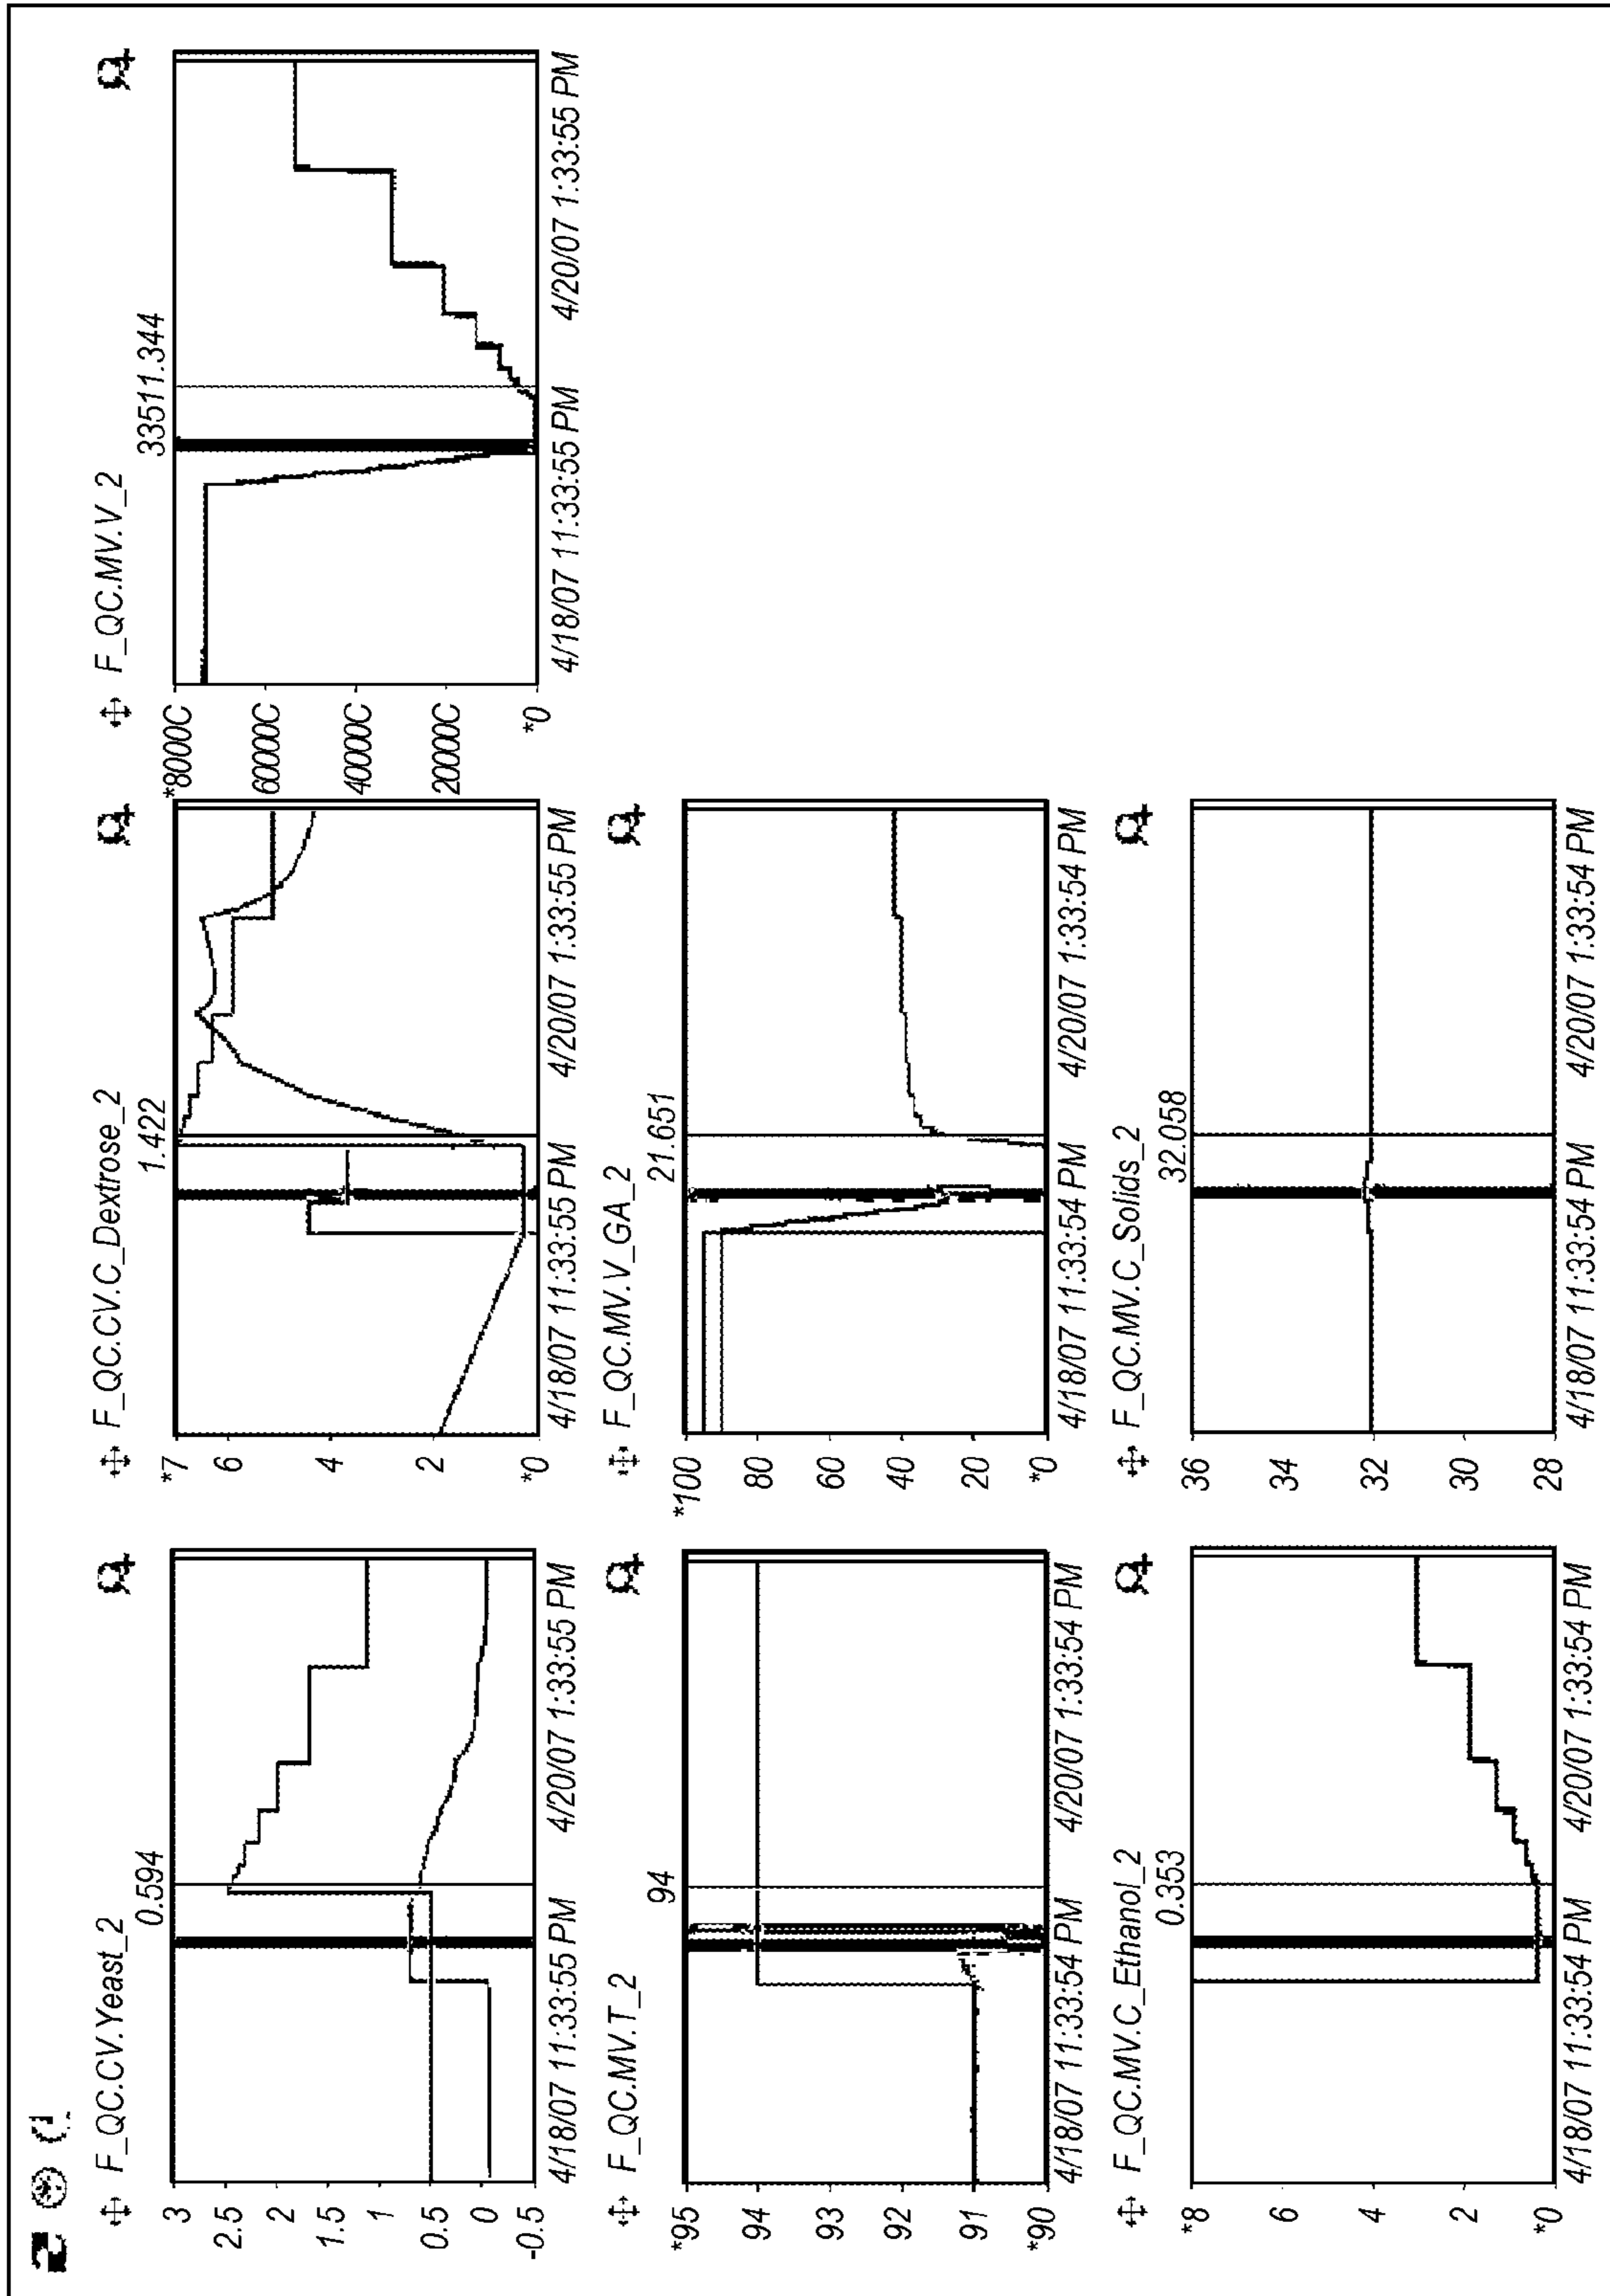 F_QC.CV.Yeast_2
0.594
3
2.5
2
1.5
1
0.5
0
-0.5
4/18/07 11:33:55 PM 4/20/07 1:33:55 PM
F_QC.CV.C_Dextrose_2
1.422
*7
6
4
2
*0
4/18/07 11:33:55 PM 4/20/07 1:33:55 PM
F_QC.MV.V_2
33511.344
*8000C
6000C
4000C
2000C
*0
4/18/07 11:33:55 PM 4/20/07 1:33:55 PM
F_QC.MV.T_2
94
*95
94
93
92
91
*90
4/18/07 11:33:54 PM 4/20/07 1:33:54 PM
F_QC.MV.V_GA_2
21.651
*100
80
60
40
20
*0
4/18/07 11:33:54 PM 4/20/07 1:33:54 PM
F_QC.MV.C_Ethanol_2
0.353
*8
6
4
2
*0
4/18/07 11:33:54 PM 4/20/07 1:33:54 PM
F_QC.MV.C_Solids_2
32.058
36
34
32
30
28
4/18/07 11:33:54 PM 4/20/07 1:33:54 PM